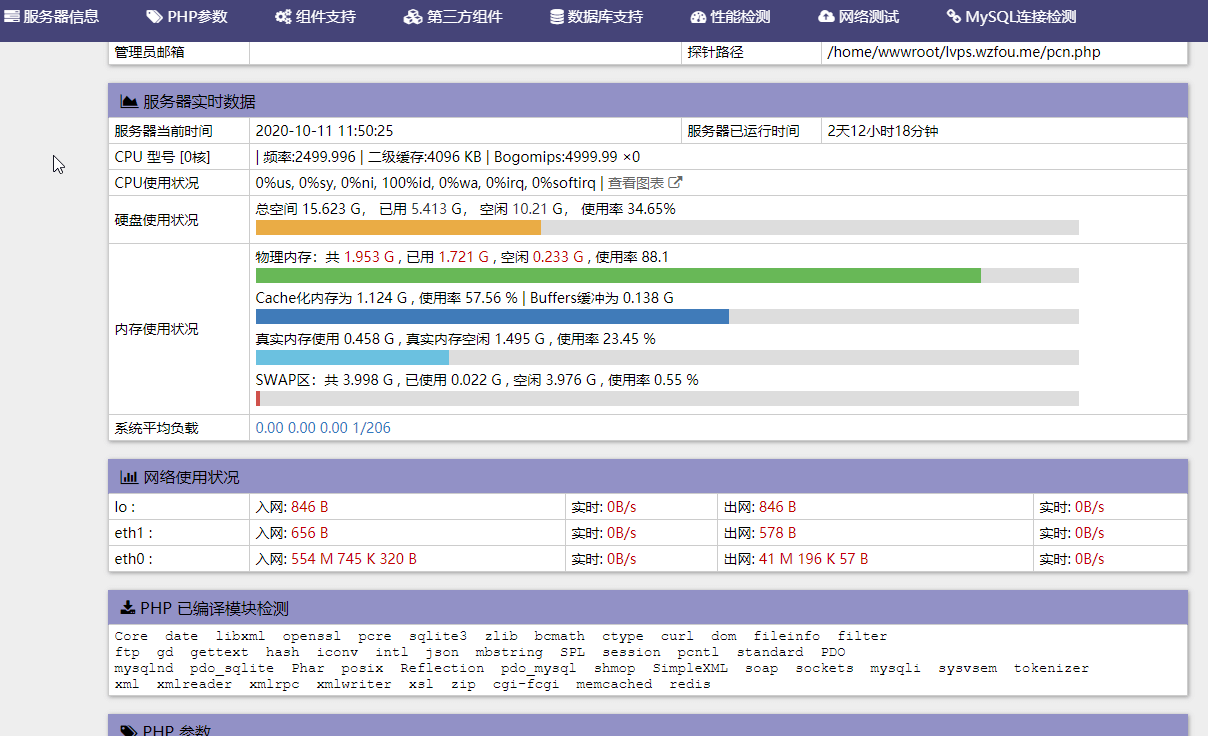 服务器信息 PHP参数 组件支持 第三方组件 数据库支持 性能检测 网络测试 MySQL连接检测
管理员邮箱 探针路径 /home/wwwroot/lvps.wzfou.me/pcn.php
服务器实时数据
服务器当前时间 2020-10-11 11:50:25 服务器已运行时间 2天12小时18分钟
CPU 型号 [0核] | 频率:2499.996 | 二级缓存:4096 KB | Bogomips:4999.99 ×0
CPU使用状况 0%us, 0%sy, 0%ni, 100%id, 0%wa, 0%irq, 0%softirq | 查看图表
硬盘使用状况 总空间 15.623 G， 已用 5.413 G， 空闲 10.21 G， 使用率 34.65%
内存使用状况
物理内存：共 1.953 G , 已用 1.721 G , 空闲 0.233 G , 使用率 88.1
Cache化内存为 1.124 G , 使用率 57.56 % | Buffers缓冲为 0.138 G
真实内存使用 0.458 G , 真实内存空闲 1.495 G , 使用率 23.45 %
SWAP区：共 3.998 G , 已使用 0.022 G , 空闲 3.976 G , 使用率 0.55 %
系统平均负载 0.00 0.00 0.00 1/206
网络使用状况
lo : 入网: 846 B 实时: 0B/s 出网: 846 B 实时: 0B/s
eth1 : 入网: 656 B 实时: 0B/s 出网: 578 B 实时: 0B/s
eth0 : 入网: 554 M 745 K 320 B 实时: 0B/s 出网: 41 M 196 K 57 B 实时: 0B/s
PHP 已编译模块检测
Core date libxml openssl pcre sqlite3 zlib bcmath ctype curl dom fileinfo filter
ftp gd gettext hash iconv intl json mbstring SPL session pcntl standard PDO
mysqlnd pdo_sqlite Phar posix Reflection pdo_mysql shmop SimpleXML soap sockets mysqli sysvsem tokenizer
xml xmlreader xmlrpc xmlwriter xsl zip cgi-fcgi memcached redis
PHP 参数